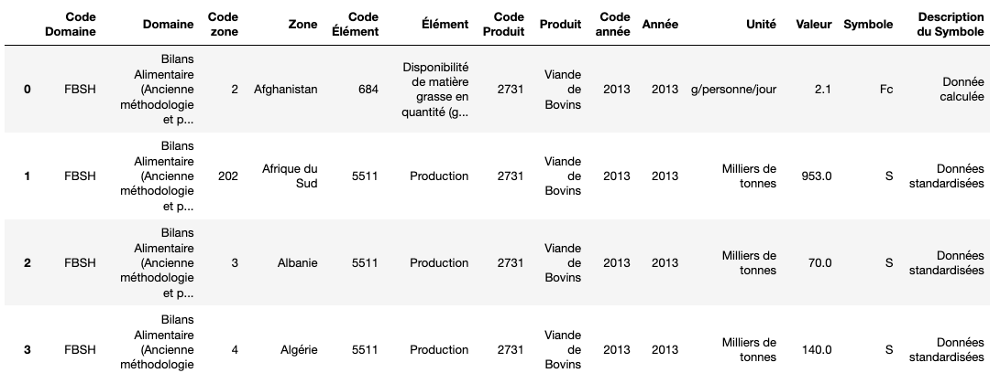 Code Domaine Domaine Code zone Zone Code Élément Élément Code Produit Produit Code année Année Unité Valeur Symbole Description du Symbole
0 FBSH Bilans Alimentaire (Ancienne méthodologie et p... 2 Afghanistan 684 Disponibilité de matière grasse en quantité (g... 2731 Viande de Bovins 2013 2013 g/personne/jour 2.1 Fc Donnée calculée
1 FBSH Bilans Alimentaire (Ancienne méthodologie et p... 202 Afrique du Sud 5511 Production 2731 Viande de Bovins 2013 2013 Milliers de tonnes 953.0 S Données standardisées
2 FBSH Bilans Alimentaire (Ancienne méthodologie et p... 3 Albanie 5511 Production 2731 Viande de Bovins 2013 2013 Milliers de tonnes 70.0 S Données standardisées
3 FBSH Bilans Alimentaire (Ancienne méthodologie 4 Algérie 5511 Production 2731 Viande de Bovins 2013 2013 Milliers de tonnes 140.0 S Données standardisées